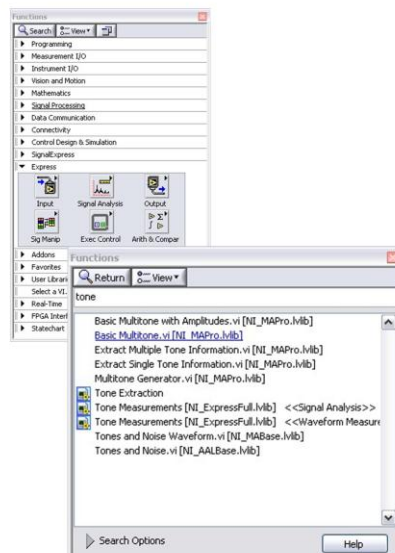 Functions
Search View
Programming
Measurement I/O
Instrument I/O
Vision and Motion
Mathematics
Signal Processing
Data Communication
Connectivity
Control Design & Simulation
SignalExpress
Express
Input Signal Analysis Output
Sig Manip Exec Control Arith & Compar
Addons
Favorites
User Librari
Select a VI.
Real-Time
FPGA Interf
Statechart
Functions
Return View
tone
Basic Multitone with Amplitudes.vi [NI_MAPro.lvlib]
Basic Multitone.vi [NI_MAPro.lvlib]
Extract Multiple Tone Information.vi [NI_MAPro.lvlib]
Extract Single Tone Information.vi [NI_MAPro.lvlib]
Multitone Generator.vi [NI_MAPro.lvlib]
Tone Extraction
Tone Measurements [NI_ExpressFull.lvlib] <<Signal Analysis>>
Tone Measurements [NI_ExpressFull.lvlib] <<Waveform Measure
Tones and Noise Waveform.vi [NI_MABase.lvlib]
Tones and Noise.vi [NI_AALBase.lvlib]
Search Options
Help